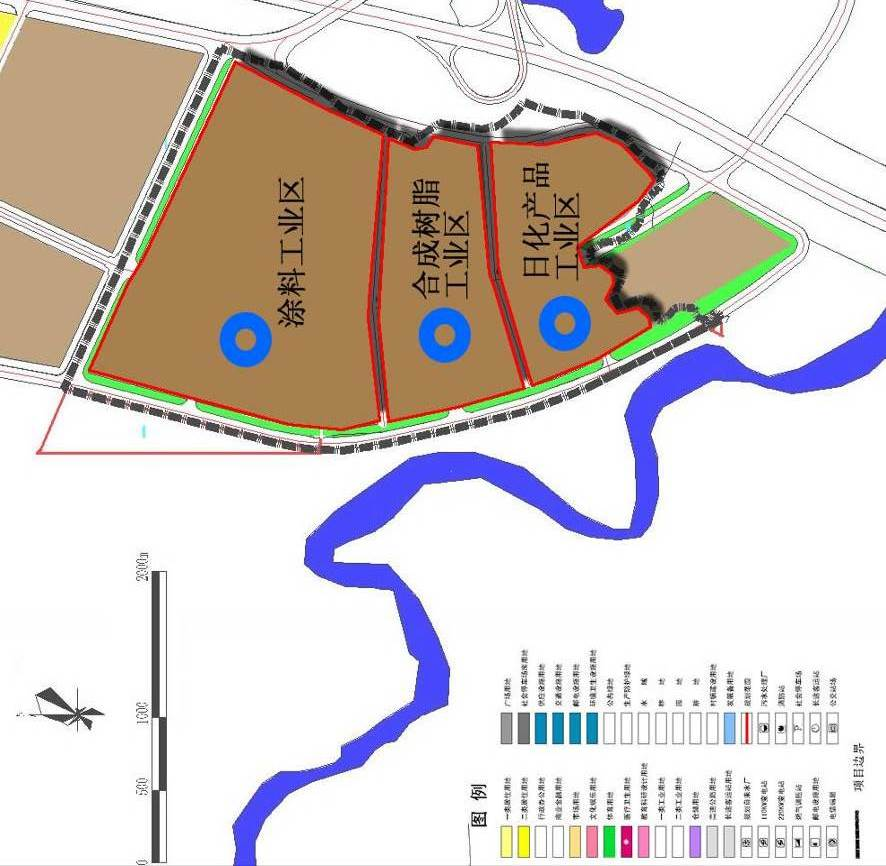 涂料工业区
合成树脂
工业区
日化产品
工业区
2000m
1000
500
0
图 例
广场用地
社会停车场库用地
供应设施用地
交通设施用地
邮电设施用地
环境卫生设施用地
公共绿地
生产防护绿地
水 域
林 地
园 地
耕 地
村镇建设用地
发展备用地
规划范围
污水处理厂
消防站
社会停车场
长途客运站
公交站场
一类居住用地
二类居住用地
行政办公用地
商业金融用地
市场用地
文化娱乐用地
体育用地
医疗卫生用地
教育科研设计用地
一类工业用地
二类工业用地
仓储用地
长途客运站用地
规划自来水厂
110KV变电站
220KV变电站
燃气调压站
邮电设施用地
项目边界